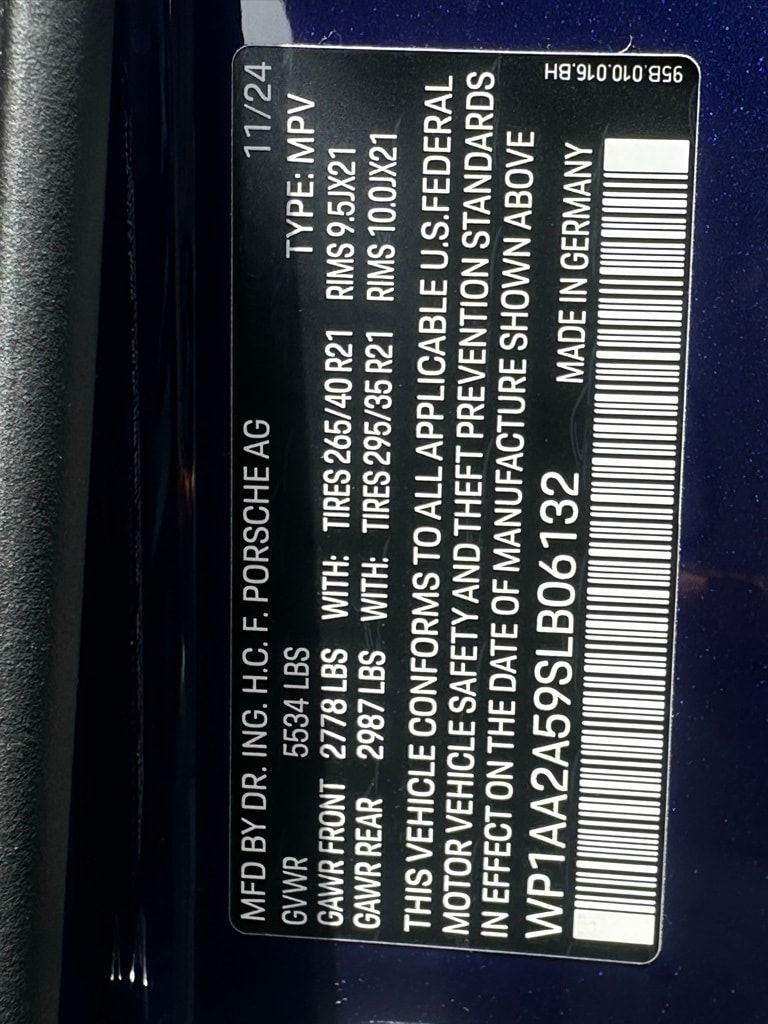 MFD BY DR. ING. H.C. F. PORSCHE AG 11/24
GVWR 5534 LBS TYPE: MPV
GAWR FRONT 2778 LBS WITH: TIRES 265/40 R21 RIMS 9.5JX21
GAWR REAR 2987 LBS WITH: TIRES 295/35 R21 RIMS 10.0JX21
THIS VEHICLE CONFORMS TO ALL APPLICABLE U.S.FEDERAL
MOTOR VEHICLE SAFETY AND THEFT PREVENTION STANDARDS
IN EFFECT ON THE DATE OF MANUFACTURE SHOWN ABOVE
WP1AA2A59SLB06132 MADE IN GERMANY
95B.010.016.BH